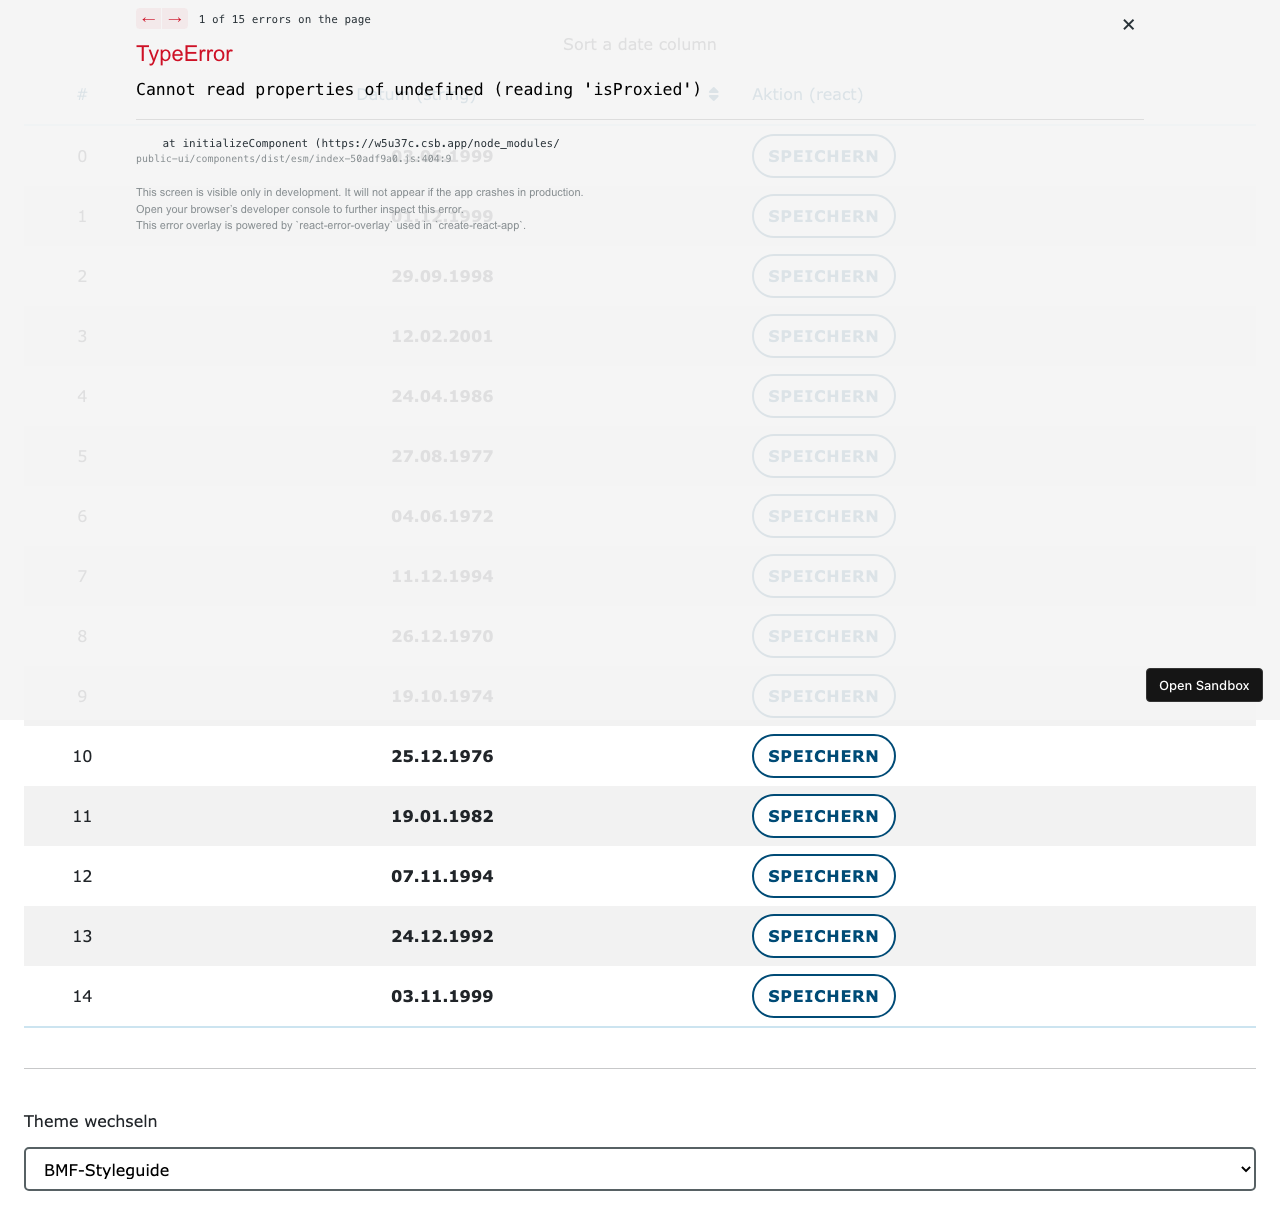 ← → 1 of 15 errors on the page
×
Sort a date column
TypeError
Cannot read properties of undefined (reading 'isProxied')
# Datum (string) Aktion (react)
at initializeComponent (https://w5u37c.csb.app/node_modules/
public-ui/components/dist/esm/index-50adf9a0.js:404:9
0 03.06.1999 SPEICHERN
This screen is visible only in development. It will not appear if the app crashes in production.
Open your browser’s developer console to further inspect this error.
This error overlay is powered by `react-error-overlay` used in `create-react-app`.
1 01.12.1999 SPEICHERN
2 29.09.1998 SPEICHERN
3 12.02.2001 SPEICHERN
4 24.04.1986 SPEICHERN
5 27.08.1977 SPEICHERN
6 04.06.1972 SPEICHERN
7 11.12.1994 SPEICHERN
8 26.12.1970 SPEICHERN
9 19.10.1974 SPEICHERN
Open Sandbox
10 25.12.1976 SPEICHERN
11 19.01.1982 SPEICHERN
12 07.11.1994 SPEICHERN
13 24.12.1992 SPEICHERN
14 03.11.1999 SPEICHERN
Theme wechseln
BMF-Styleguide